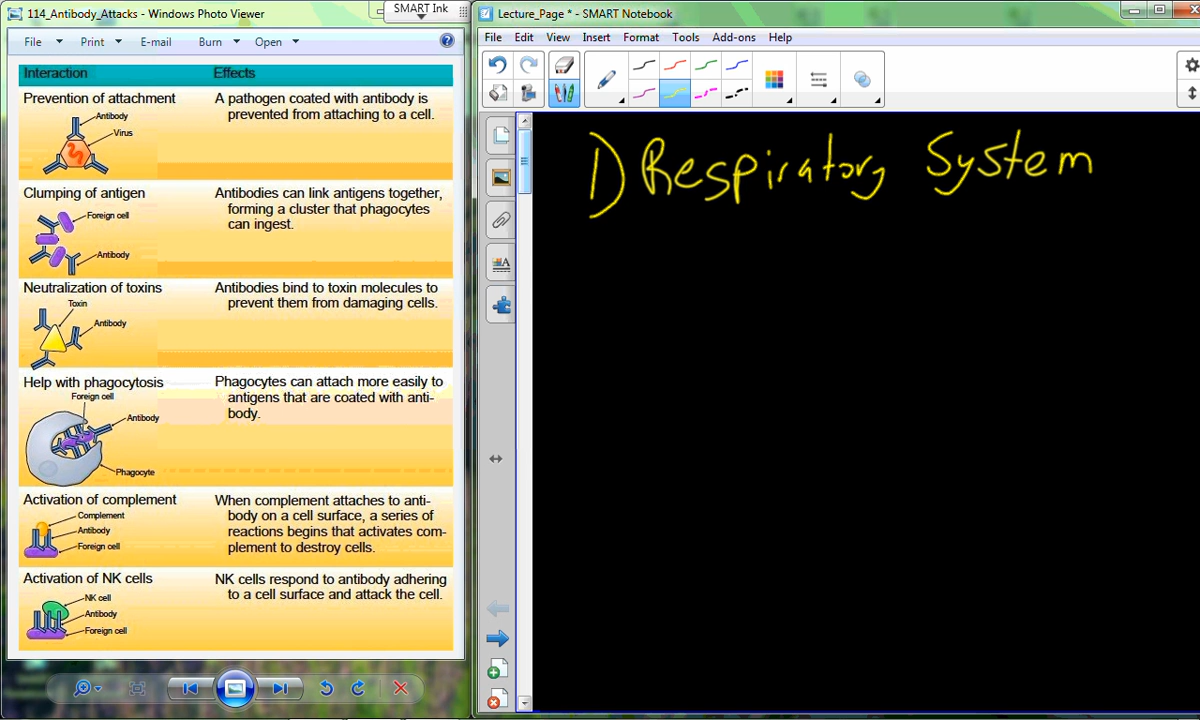 114_Antibody_Attacks - Windows Photo Viewer
SMART Ink
File Print E-mail Burn Open
Interaction Effects
Prevention of attachment
Antibody
Virus
A pathogen coated with antibody is
prevented from attaching to a cell.
Clumping of antigen
Foreign cell
Antibody
Antibodies can link antigens together,
forming a cluster that phagocytes
can ingest.
Neutralization of toxins
Toxin
Antibody
Antibodies bind to toxin molecules to
prevent them from damaging cells.
Help with phagocytosis
Foreign cell
Antibody
Phagocyte
Phagocytes can attach more easily to
antigens that are coated with anti-
body.
Activation of complement
Complement
Antibody
Foreign cell
When complement attaches to anti-
body on a cell surface, a series of
reactions begins that activates com-
plement to destroy cells.
Activation of NK cells
NK cell
Antibody
Foreign cell
NK cells respond to antibody adhering
to a cell surface and attack the cell.
Lecture_Page * - SMART Notebook
File Edit View Insert Format Tools Add-ons Help
1) Respiratory System